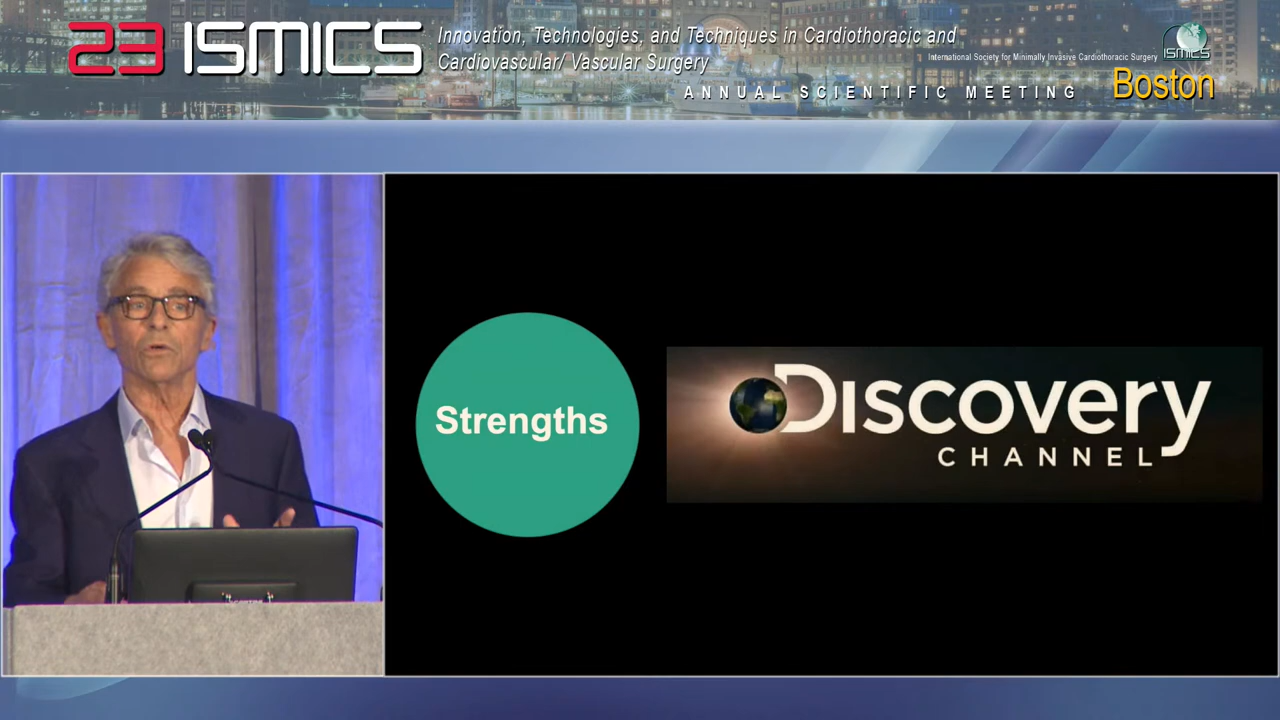 23 ISMICS
Innovation, Technologies, and Techniques in Cardiothoracic and
Cardiovascular/ Vascular Surgery
International Society for Minimally Invasive Cardiothoracic Surgery
ISMICS
ANNUAL SCIENTIFIC MEETING
Boston
Strengths
Discovery
CHANNEL